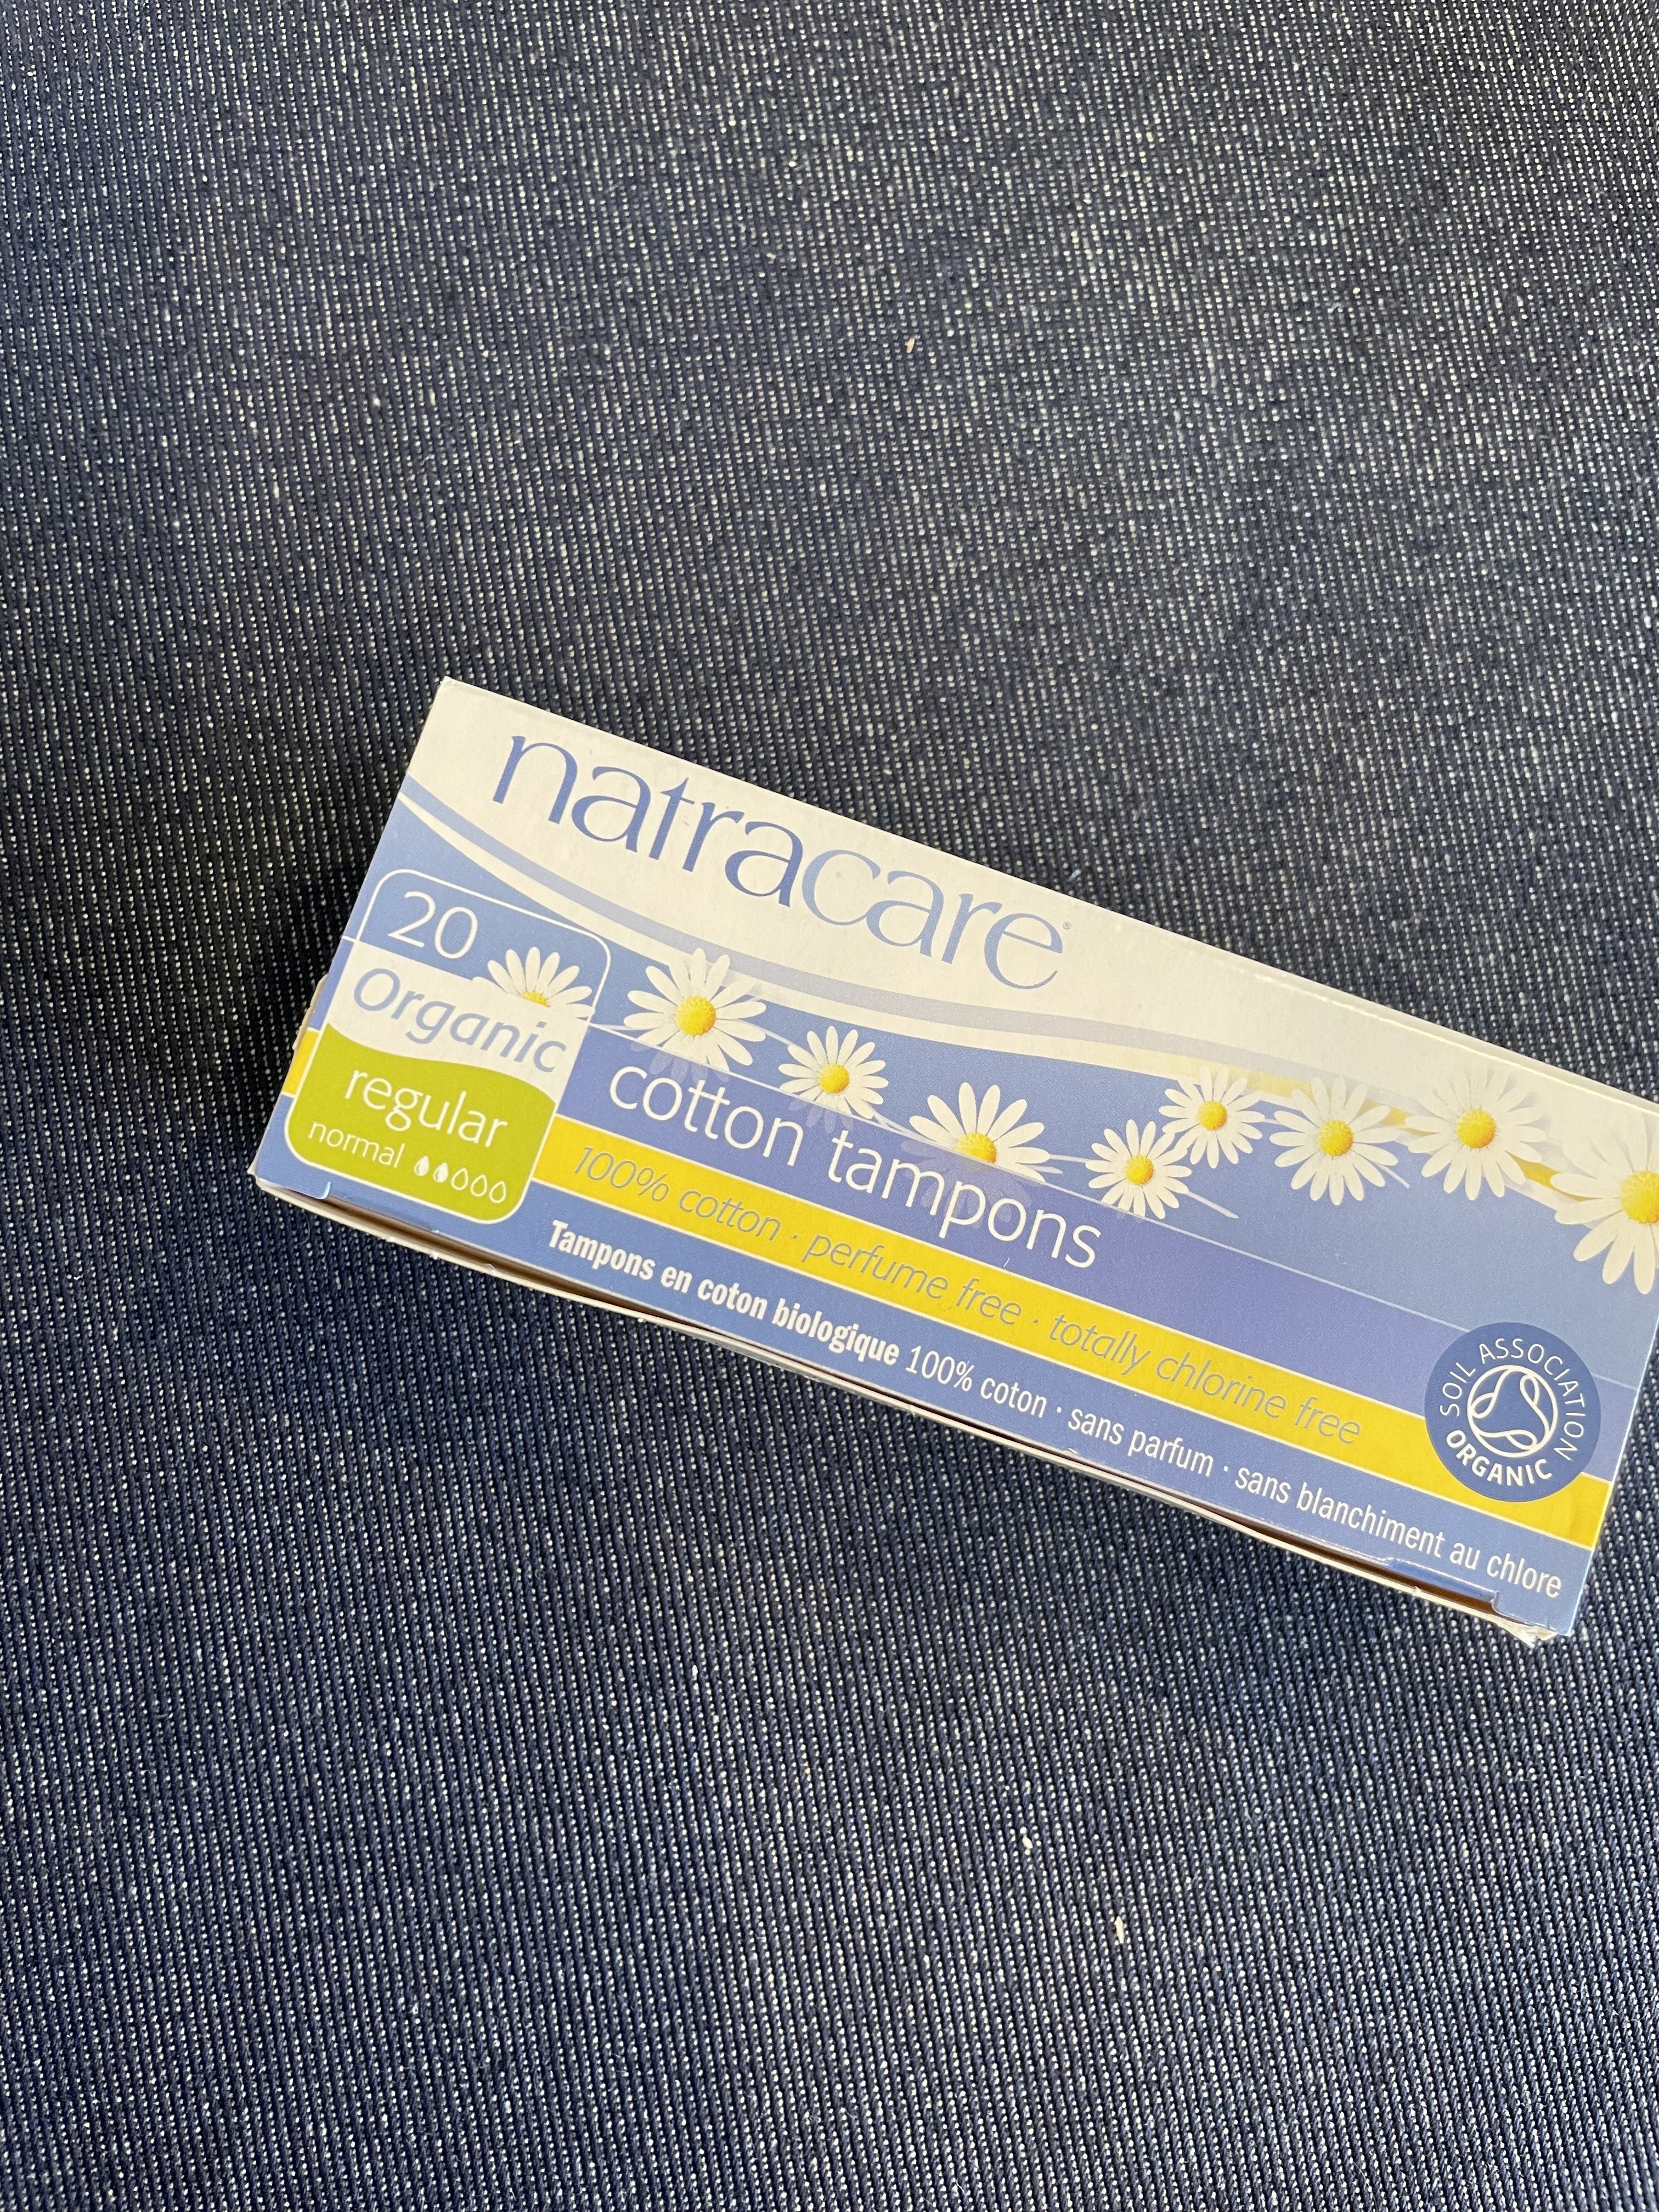 natracare®
20
Organic
regular
normal
cotton tampons
100% cotton · perfume free · totally chlorine free
Tampons en coton biologique 100% coton · sans parfum · sans blanchiment au chlore
SOIL ASSOCIATION
ORGANIC